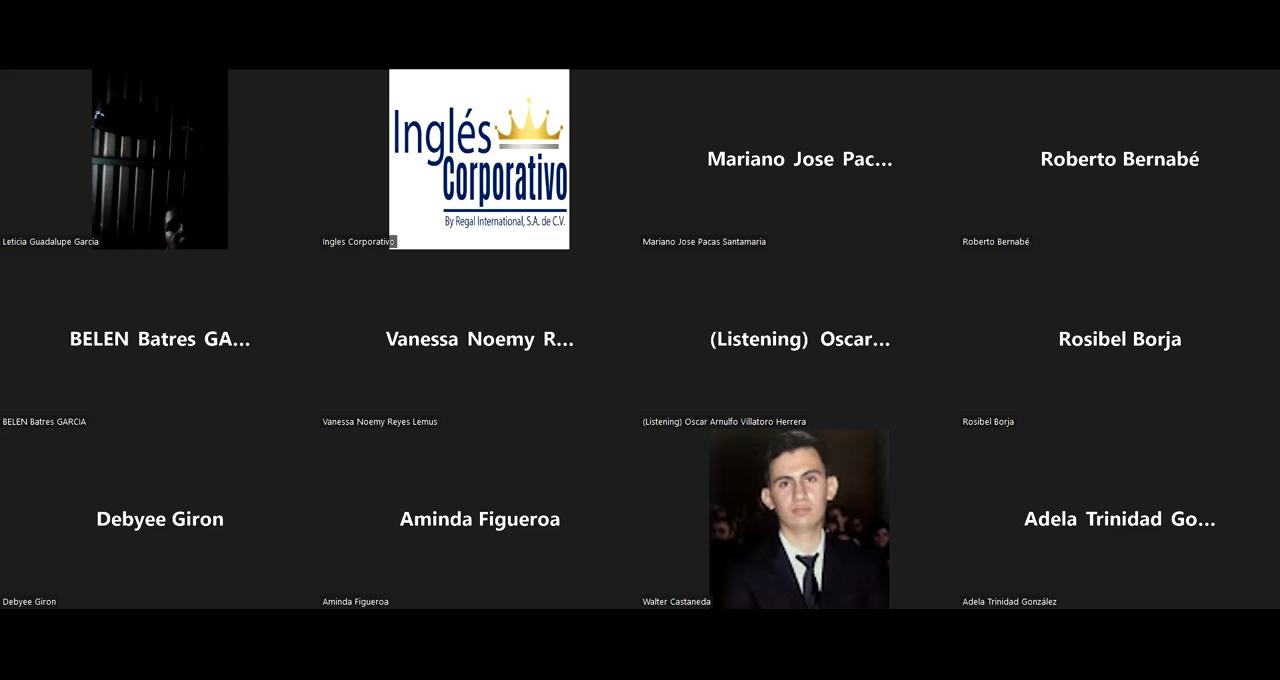 Inglés
Corporativo
By Regal International, S.A. de C.V.
Mariano Jose Pac...
Roberto Bernabé
Leticia Guadalupe Garcia
Ingles Corporativo
Mariano Jose Pacas Santamaria
Roberto Bernabé
BELEN Batres GA...
Vanessa Noemy R...
(Listening) Oscar...
Rosibel Borja
BELEN Batres GARCIA
Vanessa Noemy Reyes Lemus
(Listening) Oscar Arnulfo Villatoro Herrera
Rosibel Borja
Debyee Giron
Aminda Figueroa
Adela Trinidad Go...
Debyee Giron
Aminda Figueroa
Walter Castaneda
Adela Trinidad González